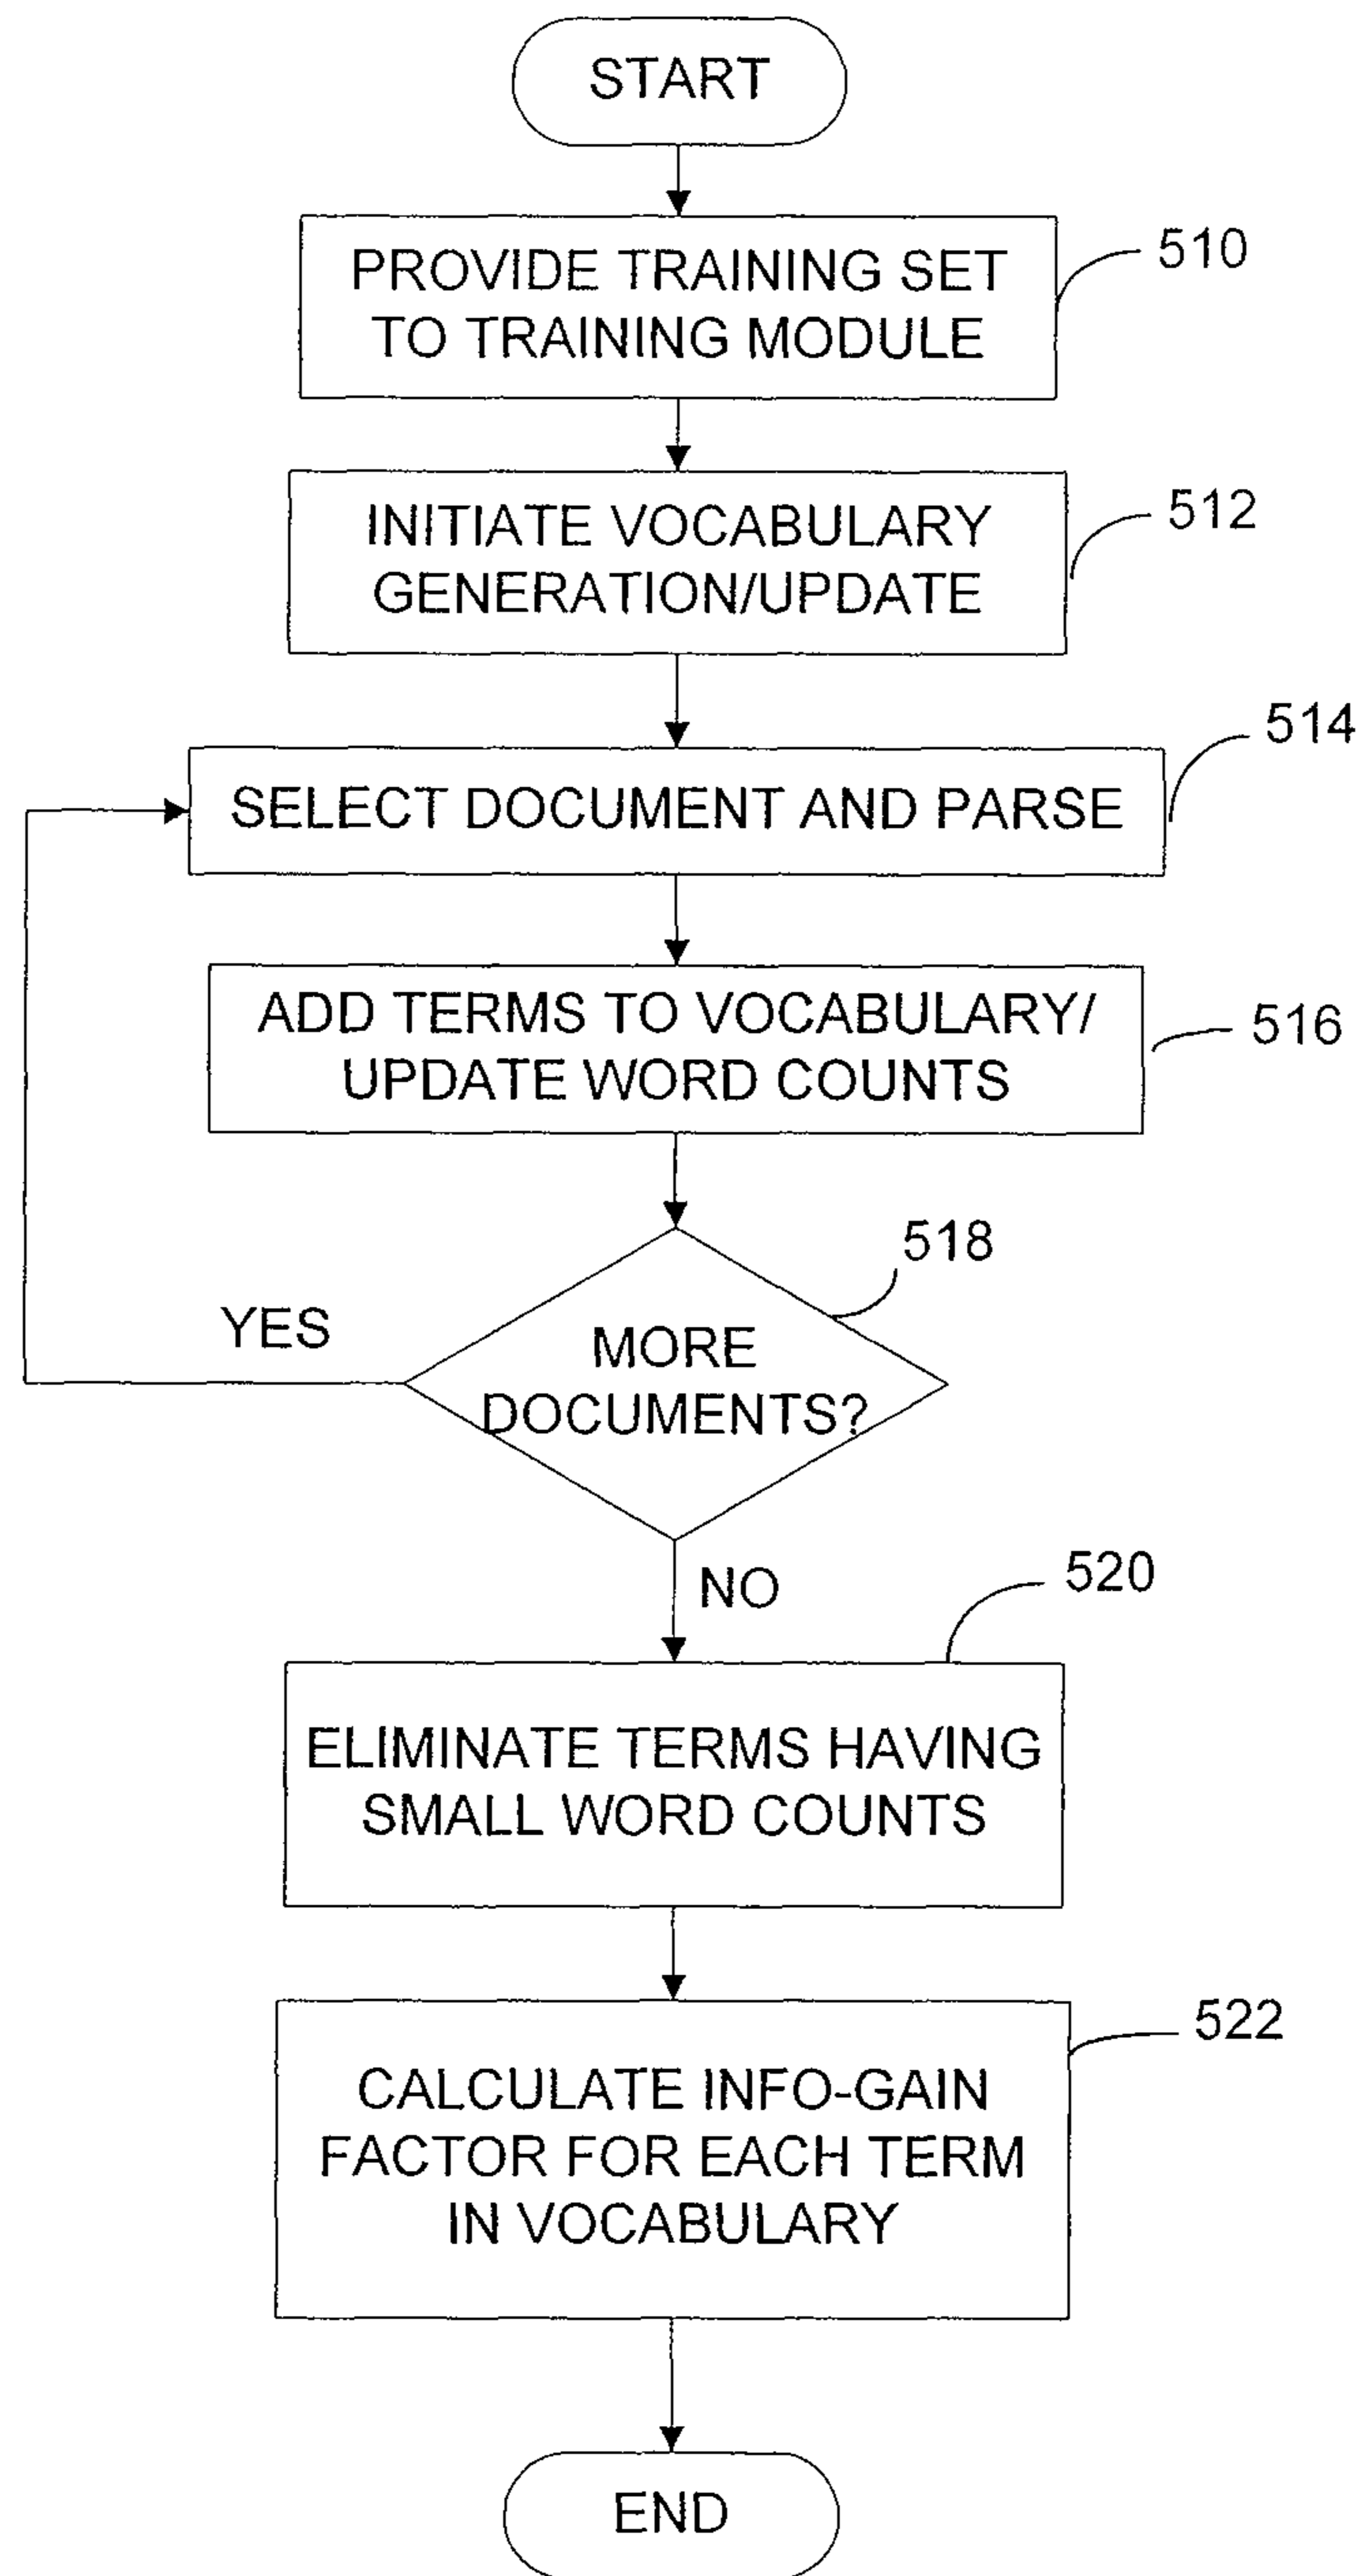 START
PROVIDE TRAINING SET
TO TRAINING MODULE
510
INITIATE VOCABULARY
GENERATION/UPDATE
512
514
SELECT DOCUMENT AND PARSE
ADD TERMS TO VOCABULARY/
UPDATE WORD COUNTS
516
518
YES
MORE
DOCUMENTS?
NO
520
ELIMINATE TERMS HAVING
SMALL WORD COUNTS
522
CALCULATE INFO-GAIN
FACTOR FOR EACH TERM
IN VOCABULARY
END